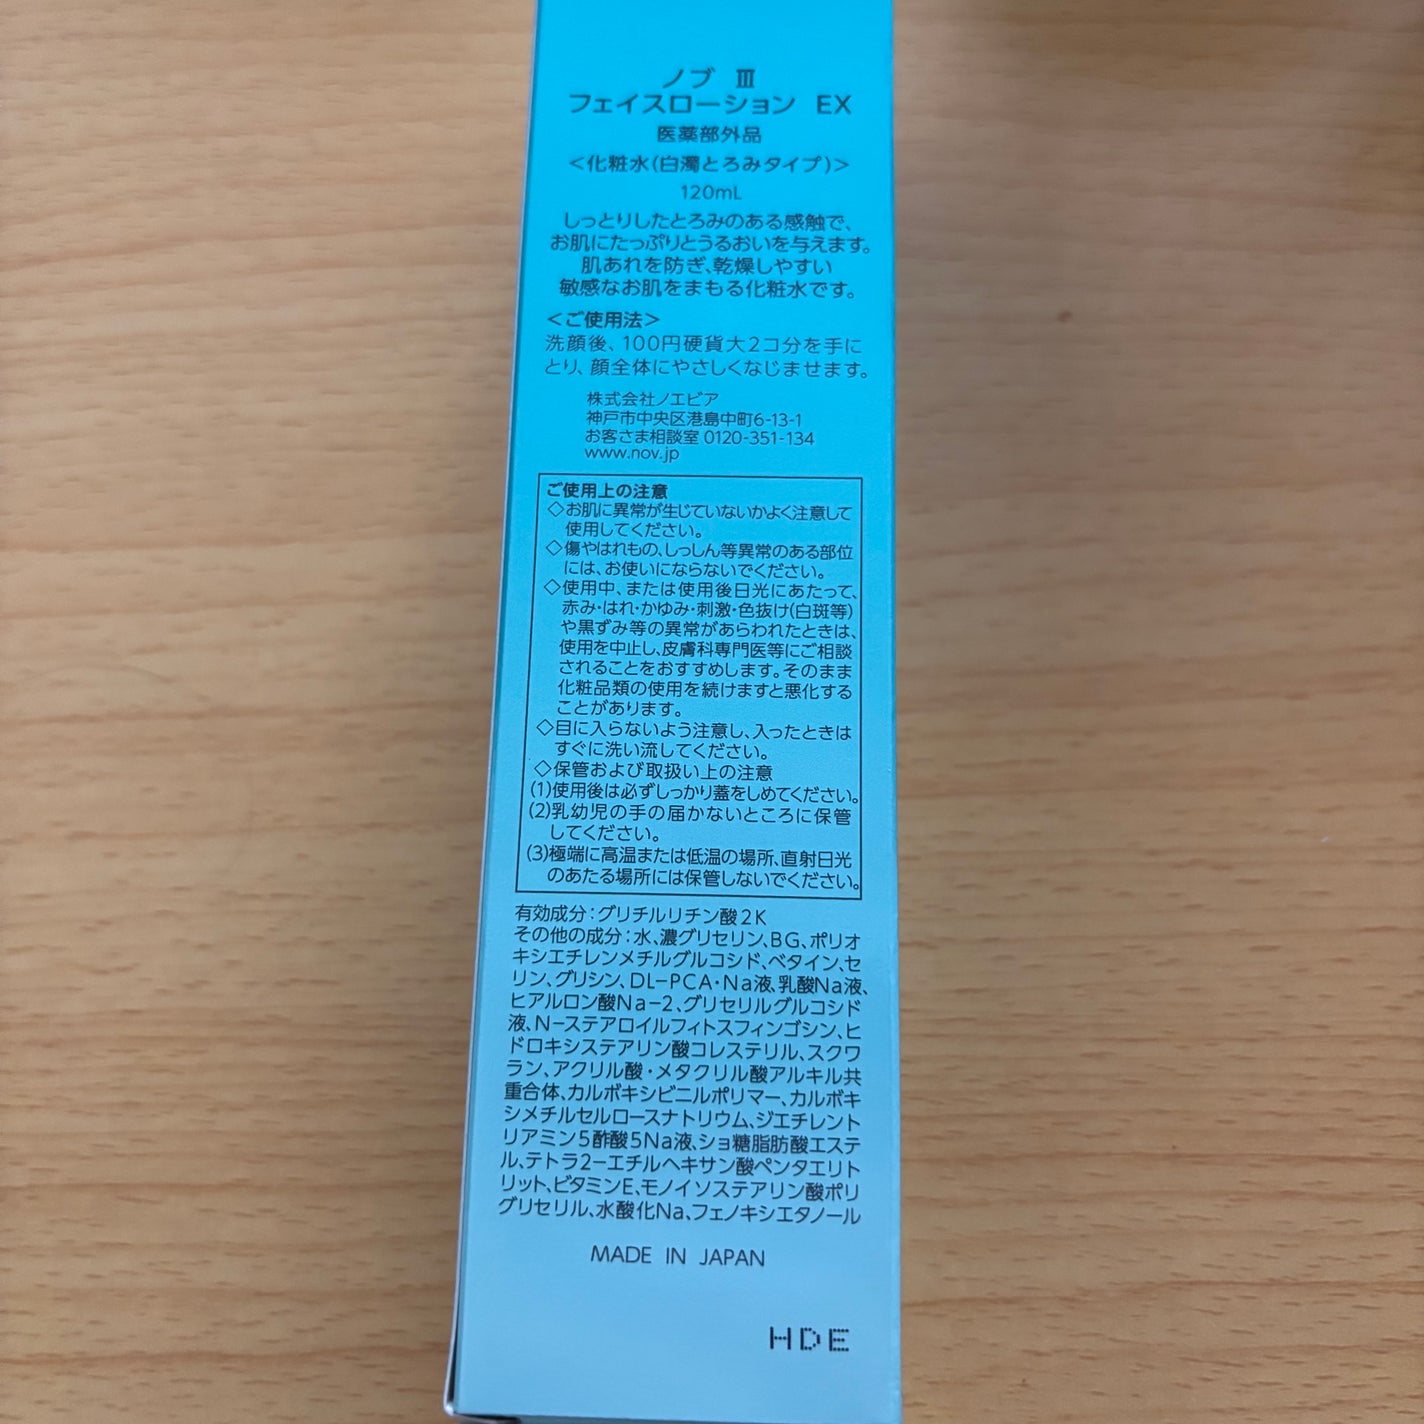 ノブ Ⅲ
フェイスローション EX
医薬部外品
＜化粧水(白濁とろみタイプ)＞
120mL
しっとりしたとろみのある感触で、
お肌にたっぷりとうるおいを与えます。
肌あれを防ぎ、乾燥しやすい
敏感なお肌をまもる化粧水です。
＜ご使用法＞
洗顔後、100円硬貨大2コ分を手に
とり、顔全体にやさしくなじませます。
株式会社ノエビア
神戸市中央区港島中町6-13-1
お客さま相談室 0120-351-134
www.nov.jp
ご使用上の注意
◇お肌に異常が生じていないかよく注意して
使用してください。
◇傷やはれもの、しっしん等異常のある部位
には、お使いにならないでください。
◇使用中、または使用後日光にあたって、
赤み・はれ・かゆみ・刺激・色抜け(白斑等)
や黒ずみ等の異常があらわれたときは、
使用を中止し、皮膚科専門医等にご相談
されることをおすすめします。そのまま
化粧品類の使用を続けますと悪化する
ことがあります。
◇目に入らないよう注意し、入ったときは
すぐに洗い流してください。
◇保管および取扱い上の注意
(1)使用後は必ずしっかり蓋をしめてください。
(2)乳幼児の手の届かないところに保管
してください。
(3)極端に高温または低温の場所、直射日光
のあたる場所には保管しないでください。
有効成分：グリチルリチン酸2K
その他の成分：水、濃グリセリン、BG、ポリオ
キシエチレンメチルグルコシド、ベタイン、セ
リン、グリシン、DL−PCA・Na液、乳酸Na液、
ヒアルロン酸Na−2、グリセリルグルコシド
液、N−ステアロイルフィトスフィンゴシン、ヒ
ドロキシステアリン酸コレステリル、スクワ
ラン、アクリル酸・メタクリル酸アルキル共
重合体、カルボキシビニルポリマー、カルボキ
シメチルセルロースナトリウム、ジエチレント
リアミン5酢酸5Na液、ショ糖脂肪酸エステ
ル、テトラ2−エチルヘキサン酸ペンタエリト
リット、ビタミンE、モノイソステアリン酸ポリ
グリセリル、水酸化Na、フェノキシエタノール
MADE IN JAPAN
HDE